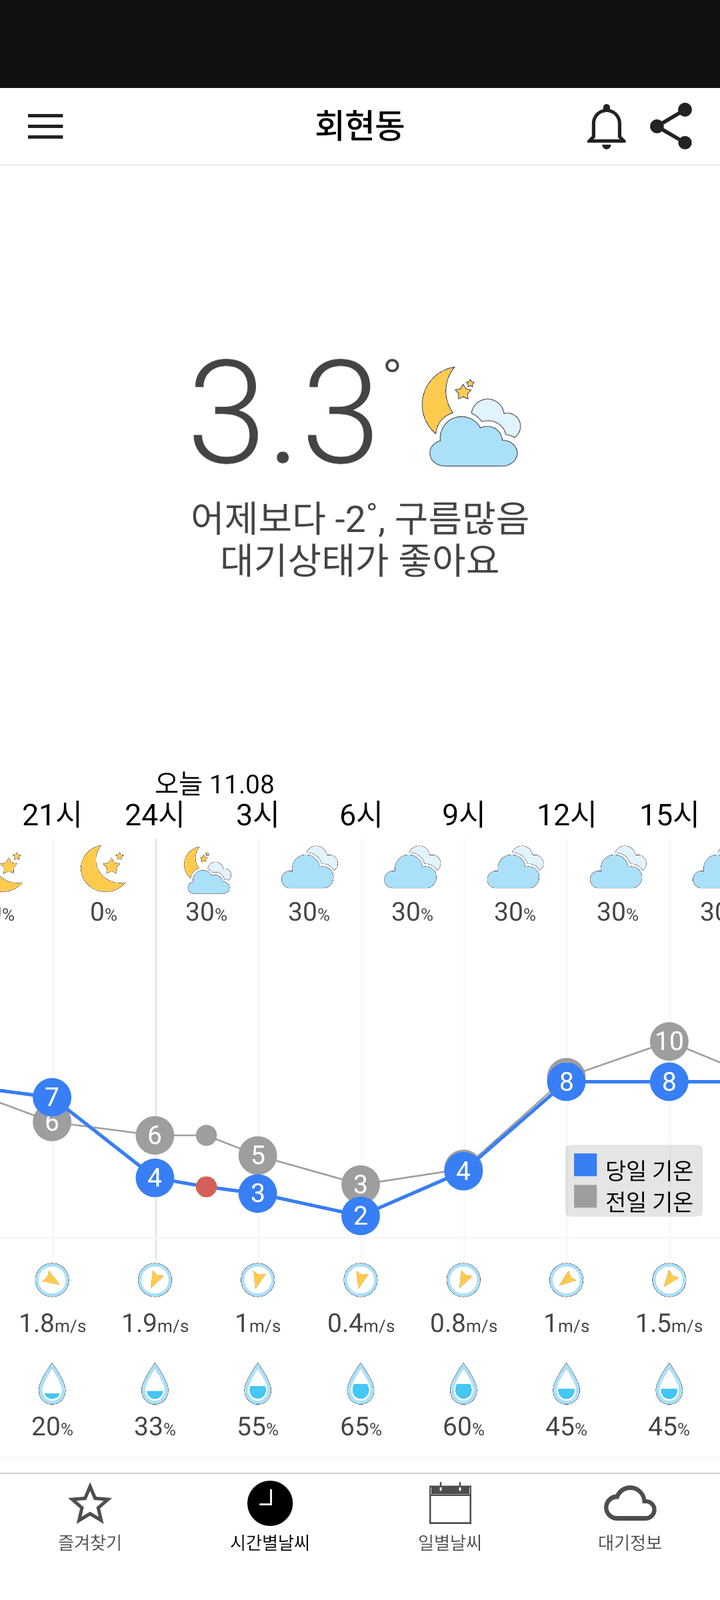 회현동
3.3°
어제보다 -2°, 구름많음
대기상태가 좋아요
오늘 11.08
21시 24시 3시 6시 9시 12시 15시
0% 30% 30% 30% 30% 30%
10
7 6 6 4 5 3 3 2 4 8 8
당일 기온
전일 기온
1.8m/s 1.9m/s 1m/s 0.4m/s 0.8m/s 1m/s 1.5m/s
20% 33% 55% 65% 60% 45% 45%
즐겨찾기 시간별날씨 일별날씨 대기정보